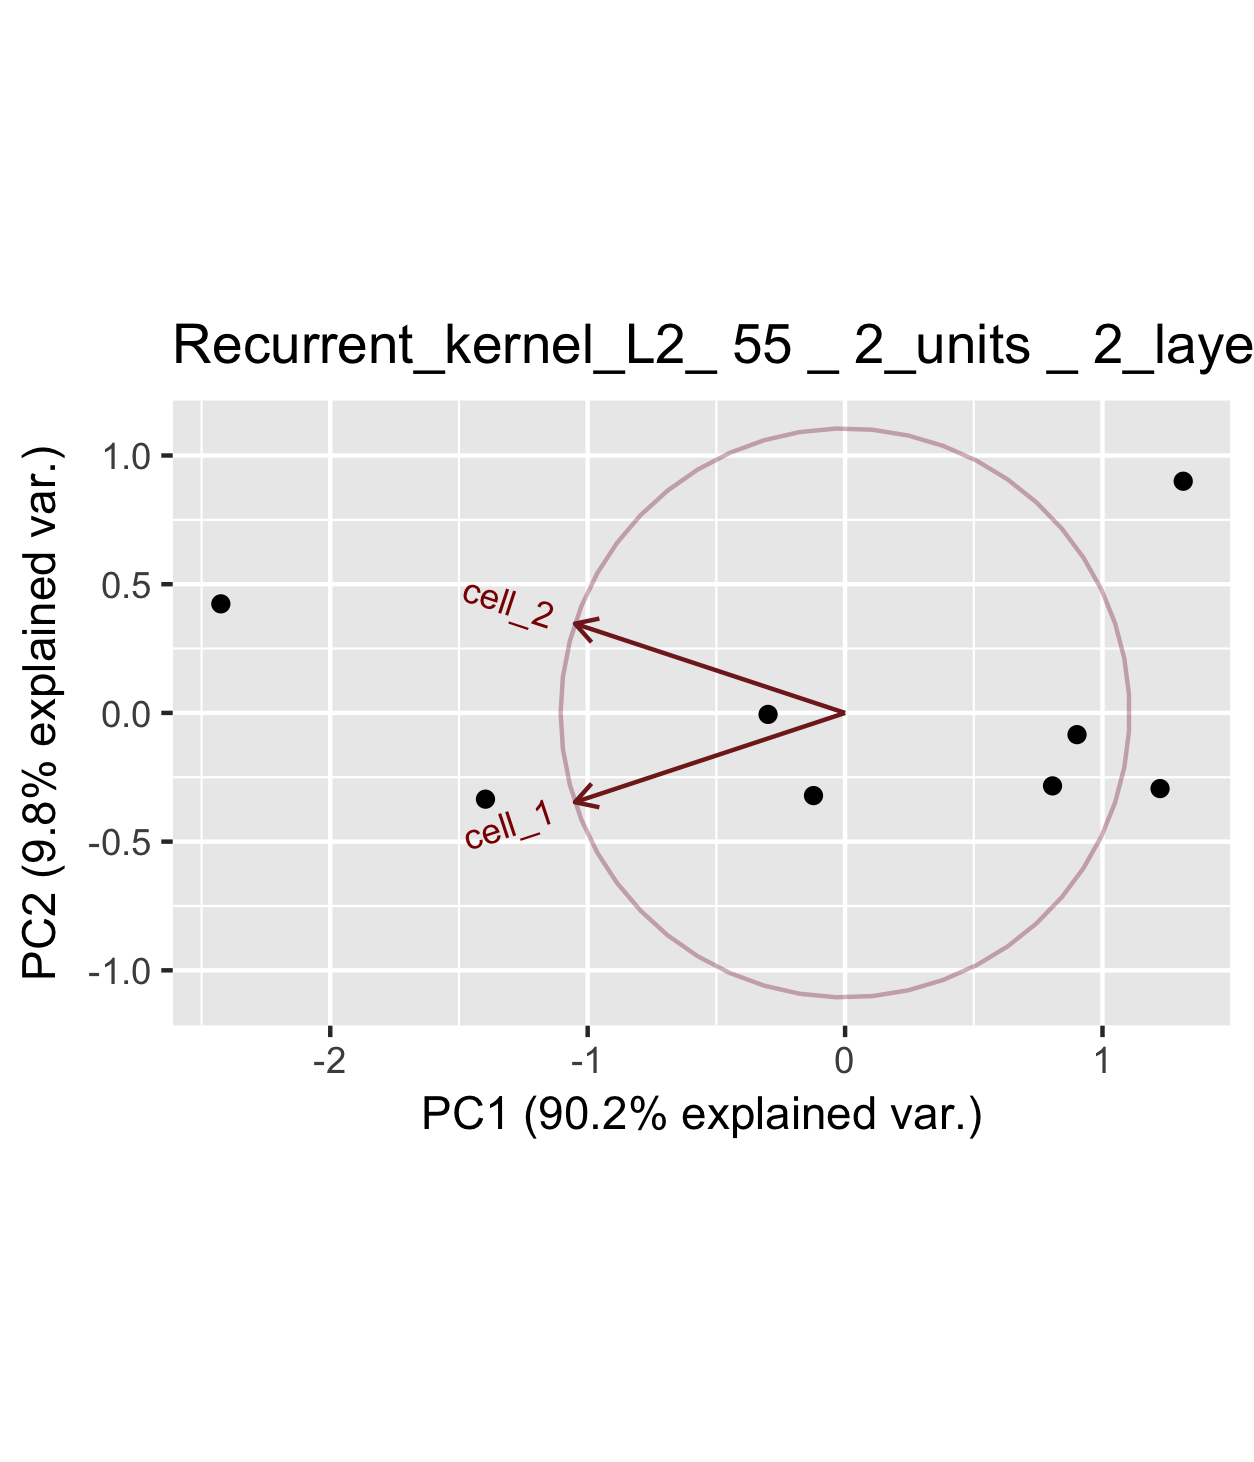 Recurrent_kernel_L2_ 55 _ 2_units _ 2_laye
PC2 (9.8% explained var.)
1.0
0.5
0.0
-0.5
-1.0
cell_2
cell_1
-2
-1
0
1
PC1 (90.2% explained var.)